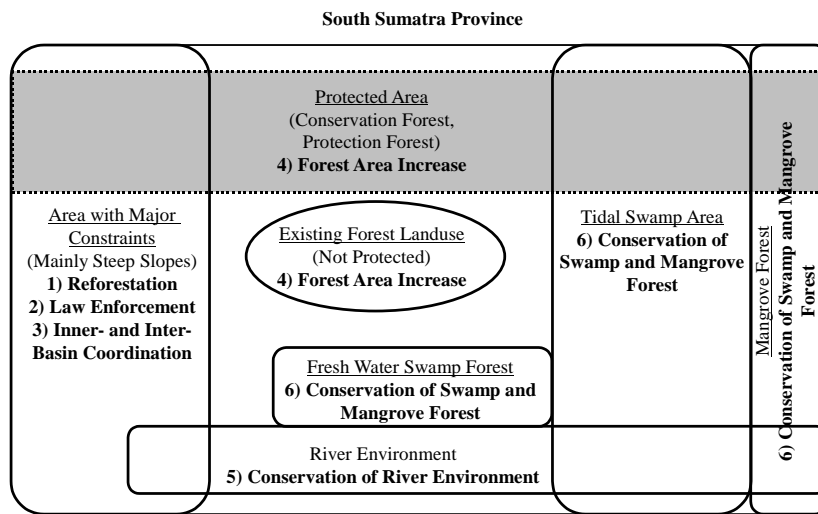 South Sumatra Province
Protected Area
(Conservation Forest,
Protection Forest)
4) Forest Area Increase
Area with Major
Constraints
(Mainly Steep Slopes)
1) Reforestation
2) Law Enforcement
3) Inner- and Inter-
Basin Coordination
Existing Forest Landuse
(Not Protected)
4) Forest Area Increase
Tidal Swamp Area
6) Conservation of
Swamp and Mangrove
Forest
Mangrove Forest
6) Conservation of Swamp and Mangrove
Forest
Fresh Water Swamp Forest
6) Conservation of Swamp and
Mangrove Forest
River Environment
5) Conservation of River Environment